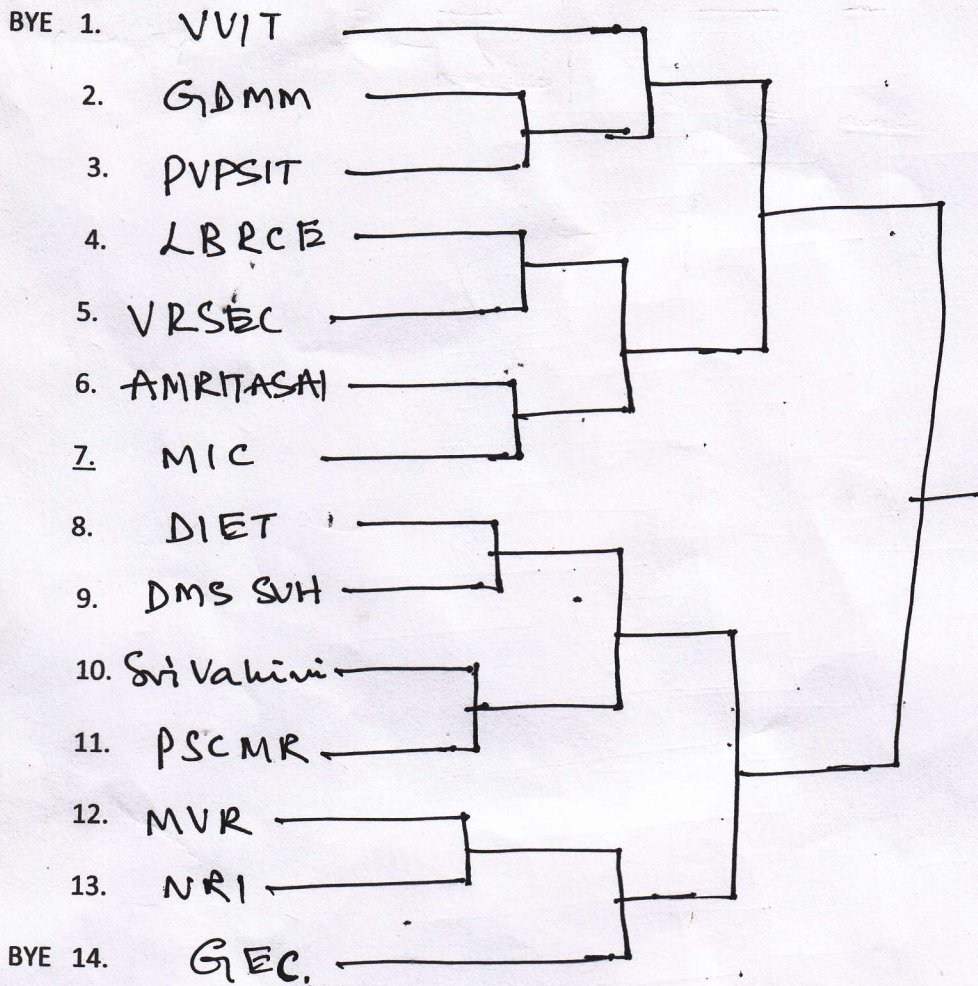 BYE 1. VVIT
2. GDMM
3. PVPSIT
4. LBRCE
5. VRSEC
6. AMRITASAI
7. MIC
8. DIET
9. DMS SVH
10. Sri Vahini
11. PSCMR
12. MVR
13. NRI
BYE 14. GEC.